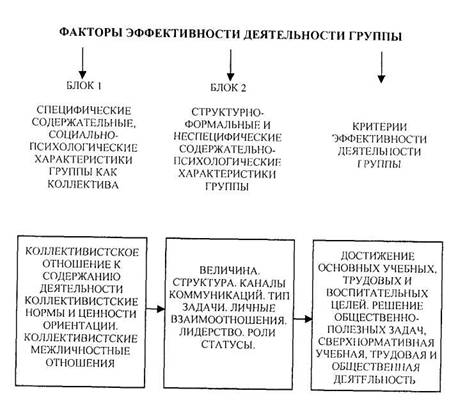 ФАКТОРЫ ЭФФЕКТИВНОСТИ ДЕЯТЕЛЬНОСТИ ГРУППЫ
БЛОК 1
СПЕЦИФИЧЕСКИЕ
СОДЕРЖАТЕЛЬНЫЕ,
СОЦИАЛЬНО-
ПСИХОЛОГИЧЕСКИЕ
ХАРАКТЕРИСТИКИ
ГРУППЫ КАК
КОЛЛЕКТИВА
БЛОК 2
СТРУКТУРНО-
ФОРМАЛЬНЫЕ И
НЕСПЕЦИФИЧЕСКИЕ
СОДЕРЖАТЕЛЬНО-
ПСИХОЛОГИЧЕСКИЕ
ХАРАКТЕРИСТИКИ
ГРУППЫ
КРИТЕРИИ
ЭФФЕКТИВНОСТИ
ДЕЯТЕЛЬНОСТИ
ГРУППЫ
КОЛЛЕКТИВИСТСКОЕ
ОТНОШЕНИЕ К
СОДЕРЖАНИЮ
ДЕЯТЕЛЬНОСТИ
КОЛЛЕКТИВИСТСКИЕ
НОРМЫ И ЦЕННОСТИ
ОРИЕНТАЦИИ.
КОЛЛЕКТИВИСТСКИЕ
МЕЖЛИЧНОСТНЫЕ
ОТНОШЕНИЯ
ВЕЛИЧИНА.
СТРУКТУРА. КАНАЛЫ
КОММУНИКАЦИЙ. ТИП
ЗАДАЧИ. ЛИЧНЫЕ
ВЗАИМООТНОШЕНИЯ.
ЛИДЕРСТВО. РОЛИ
СТАТУСЫ.
ДОСТИЖЕНИЕ
ОСНОВНЫХ УЧЕБНЫХ,
ТРУДОВЫХ И
ВОСПИТАТЕЛЬНЫХ
ЦЕЛЕЙ. РЕШЕНИЕ
ОБЩЕСТВЕННО-
ПОЛЕЗНЫХ ЗАДАЧ,
СВЕРХНОРМАТИВНАЯ
УЧЕБНАЯ, ТРУДОВАЯ И
ОБЩЕСТВЕННАЯ
ДЕЯТЕЛЬНОСТЬ